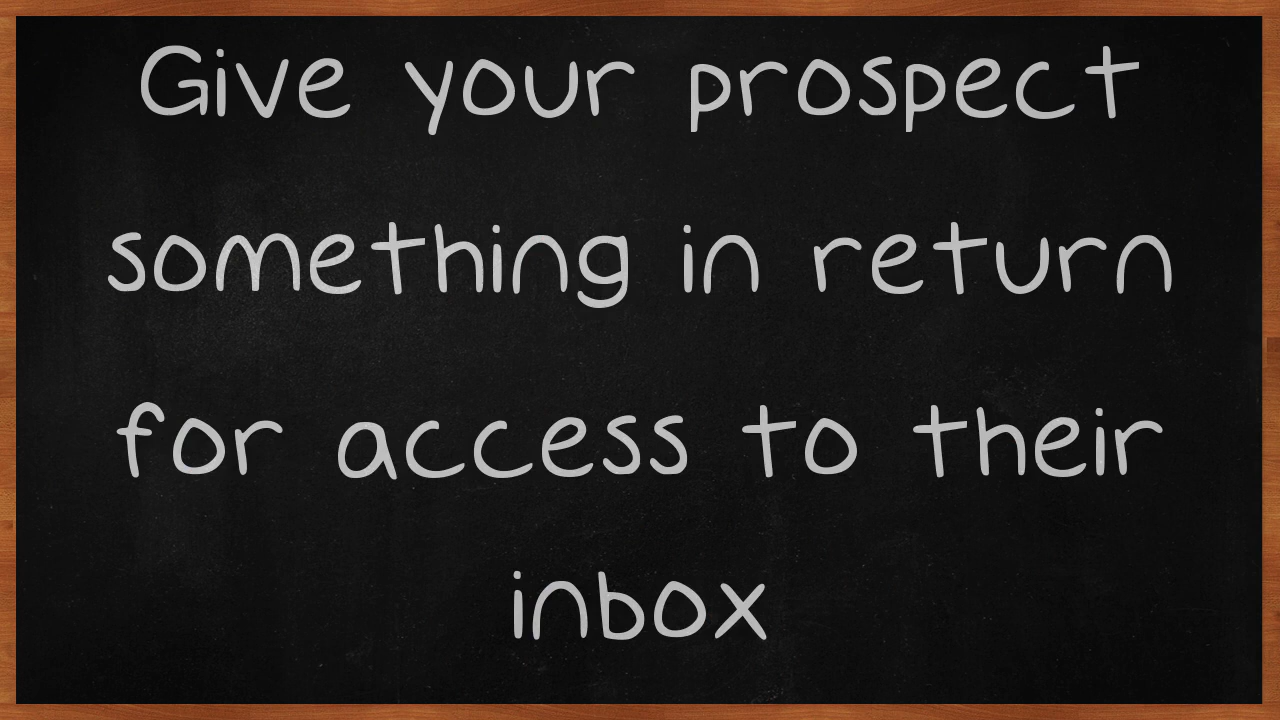 Give your prospect
something in return
for access to their
inbox